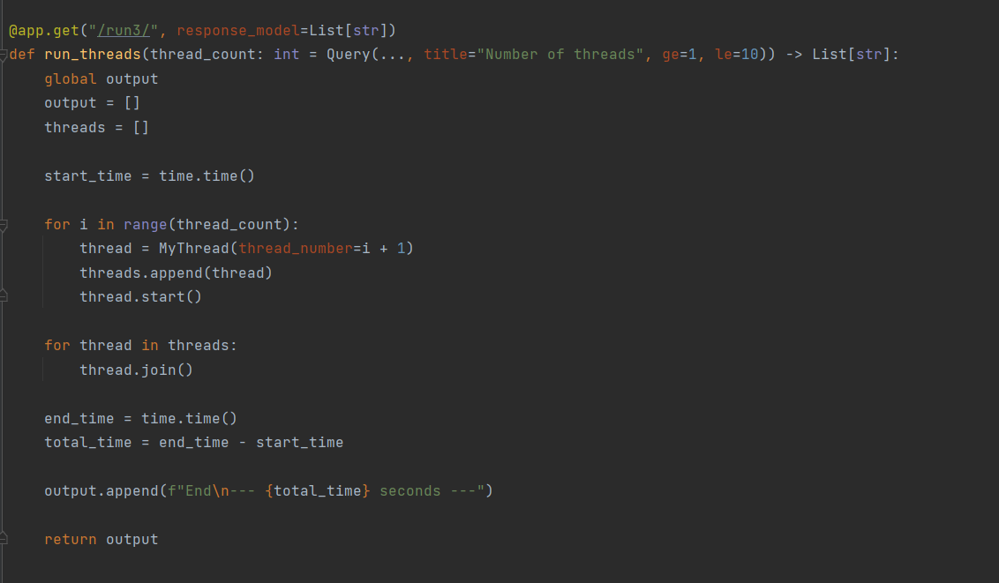 @app.get("/run3/", response_model=List[str])
def run_threads(thread_count: int = Query(..., title="Number of threads", ge=1, le=10)) -> List[str]:
    global output
    output = []
    threads = []

    start_time = time.time()

    for i in range(thread_count):
        thread = MyThread(thread_number=i + 1)
        threads.append(thread)
        thread.start()

    for thread in threads:
        thread.join()

    end_time = time.time()
    total_time = end_time - start_time

    output.append(f"End\n--- {total_time} seconds ---")

    return output